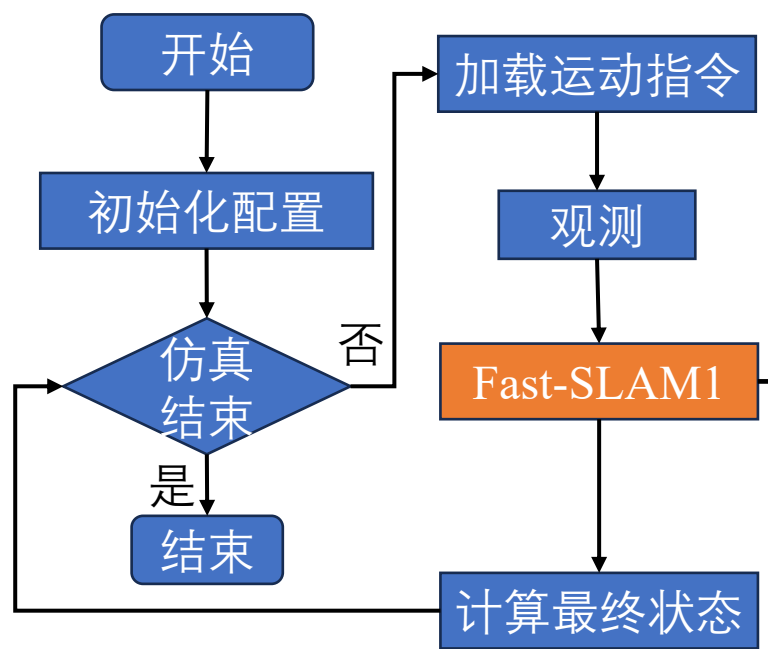 开始
初始化配置
仿真
结束
是
结束
否
加载运动指令
观测
Fast-SLAM1
计算最终状态